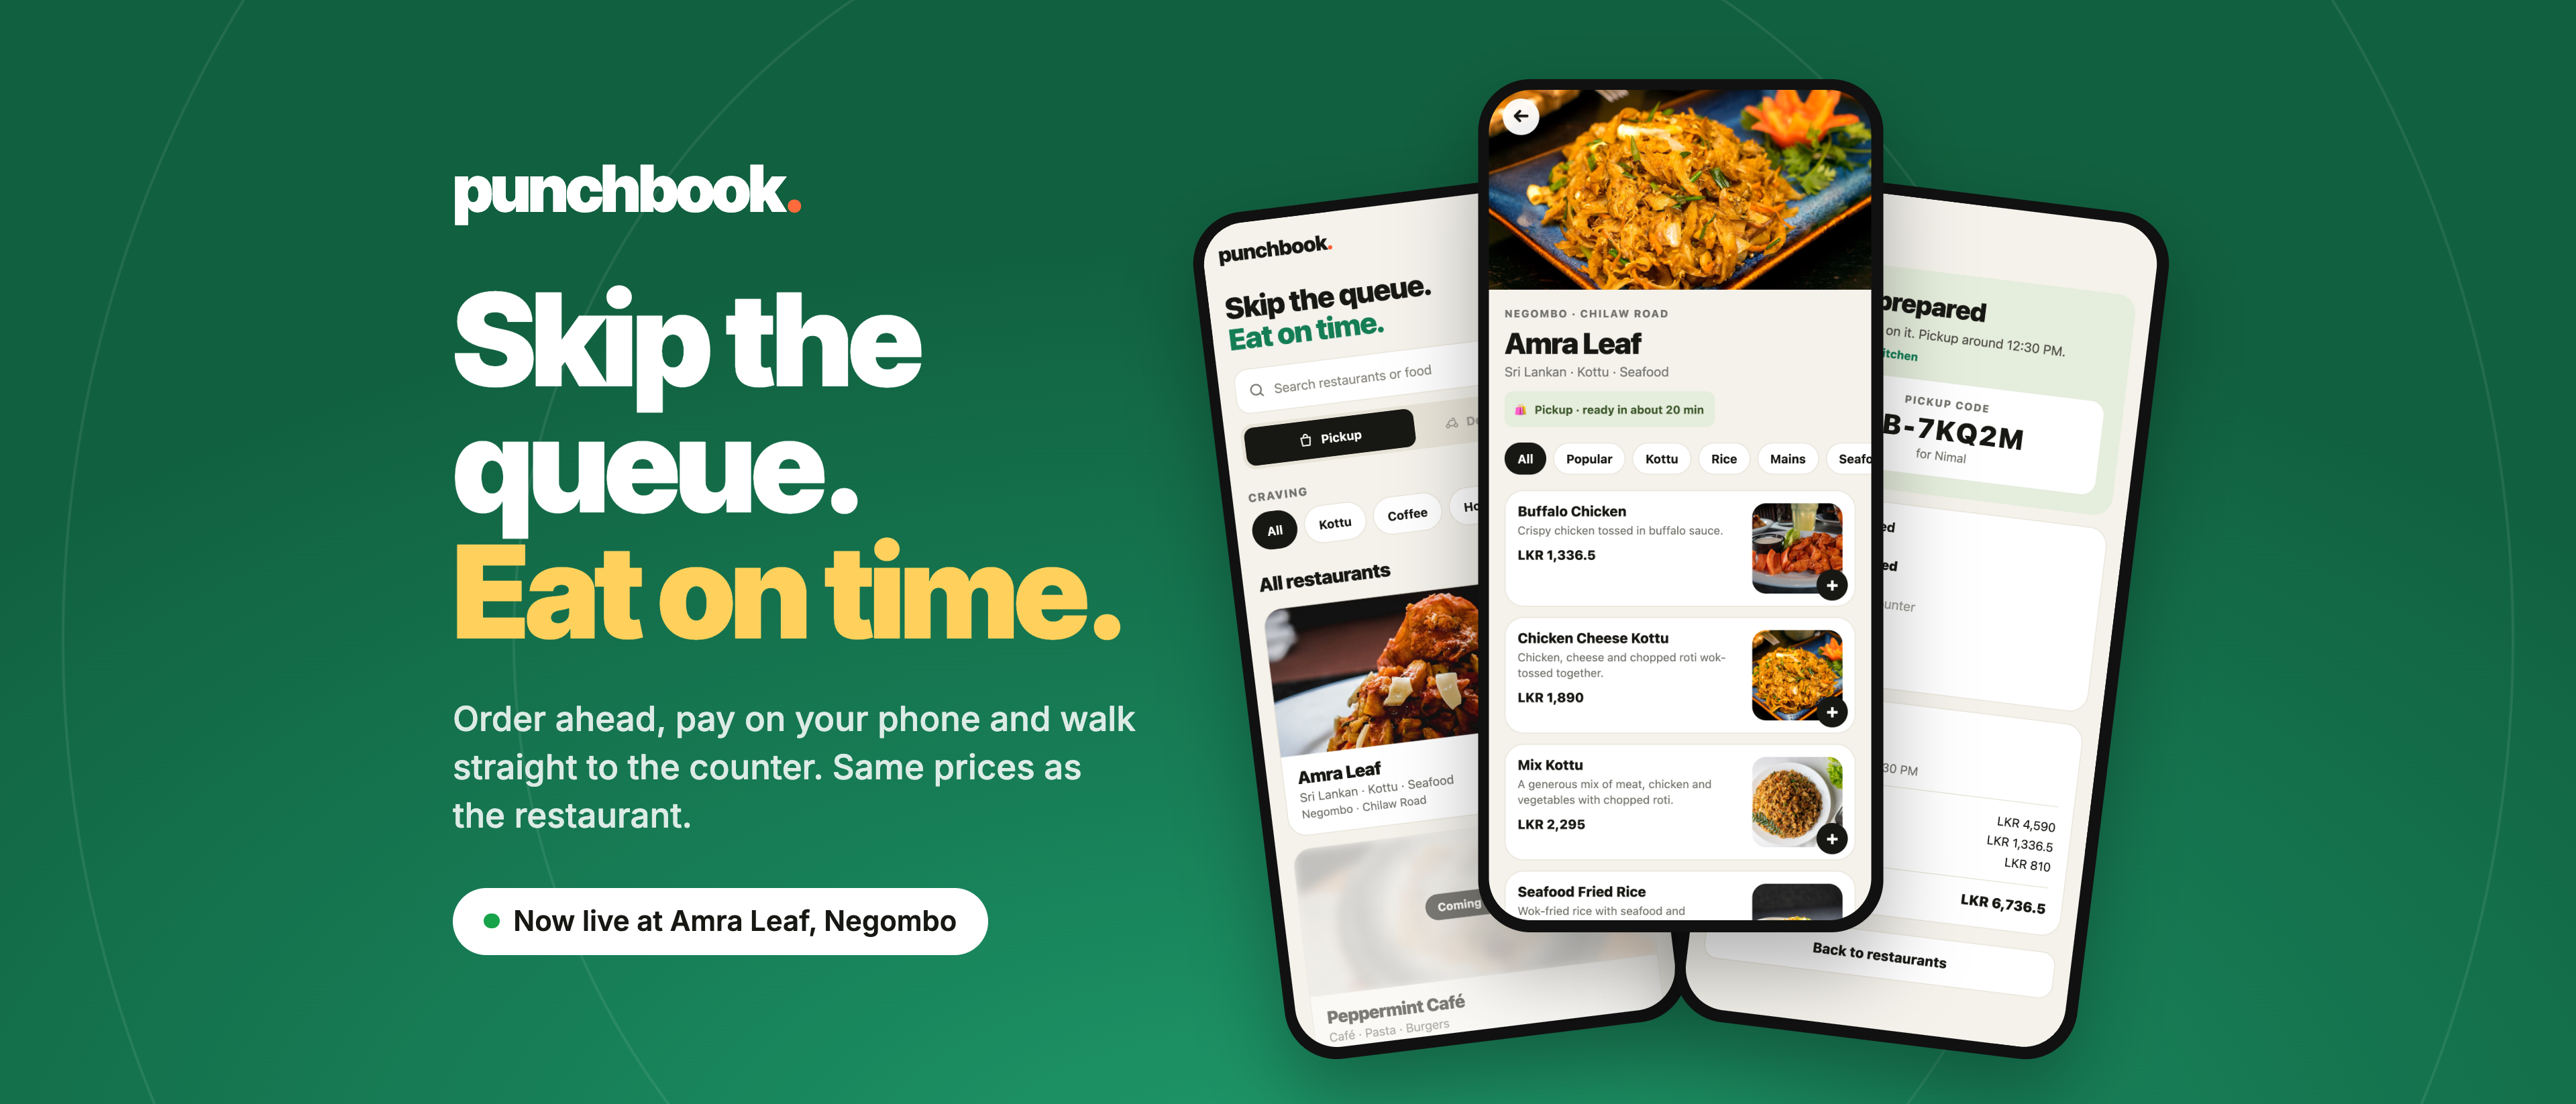 punchbook.
Skip the
queue.
Eat on time.
Order ahead, pay on your phone and walk
straight to the counter. Same prices as
the restaurant.
Now live at Amra Leaf, Negombo
punchbook.
Skip the queue.
Eat on time.
Search restaurants or food
Pickup
CRAVING
All
Kottu
Coffee
All restaurants
Amra Leaf
Sri Lankan · Kottu · Seafood
Negombo · Chilaw Road
Coming
Peppermint Café
Café · Pasta · Burgers
NEGOMBO · CHILAW ROAD
Amra Leaf
Sri Lankan · Kottu · Seafood
Pickup · ready in about 20 min
All
Popular
Kottu
Rice
Mains
Seafo
Buffalo Chicken
Crispy chicken tossed in buffalo sauce.
LKR 1,336.5
Chicken Cheese Kottu
Chicken, cheese and chopped roti wok-
tossed together.
LKR 1,890
Mix Kottu
A generous mix of meat, chicken and
vegetables with chopped roti.
LKR 2,295
Seafood Fried Rice
Wok-fried rice with seafood and
prepared
on it. Pickup around 12:30 PM.
itchen
PICKUP CODE
B-7KQ2M
for Nimal
ed
ed
unter
30 PM
LKR 4,590
LKR 1,336.5
LKR 810
LKR 6,736.5
Back to restaurants